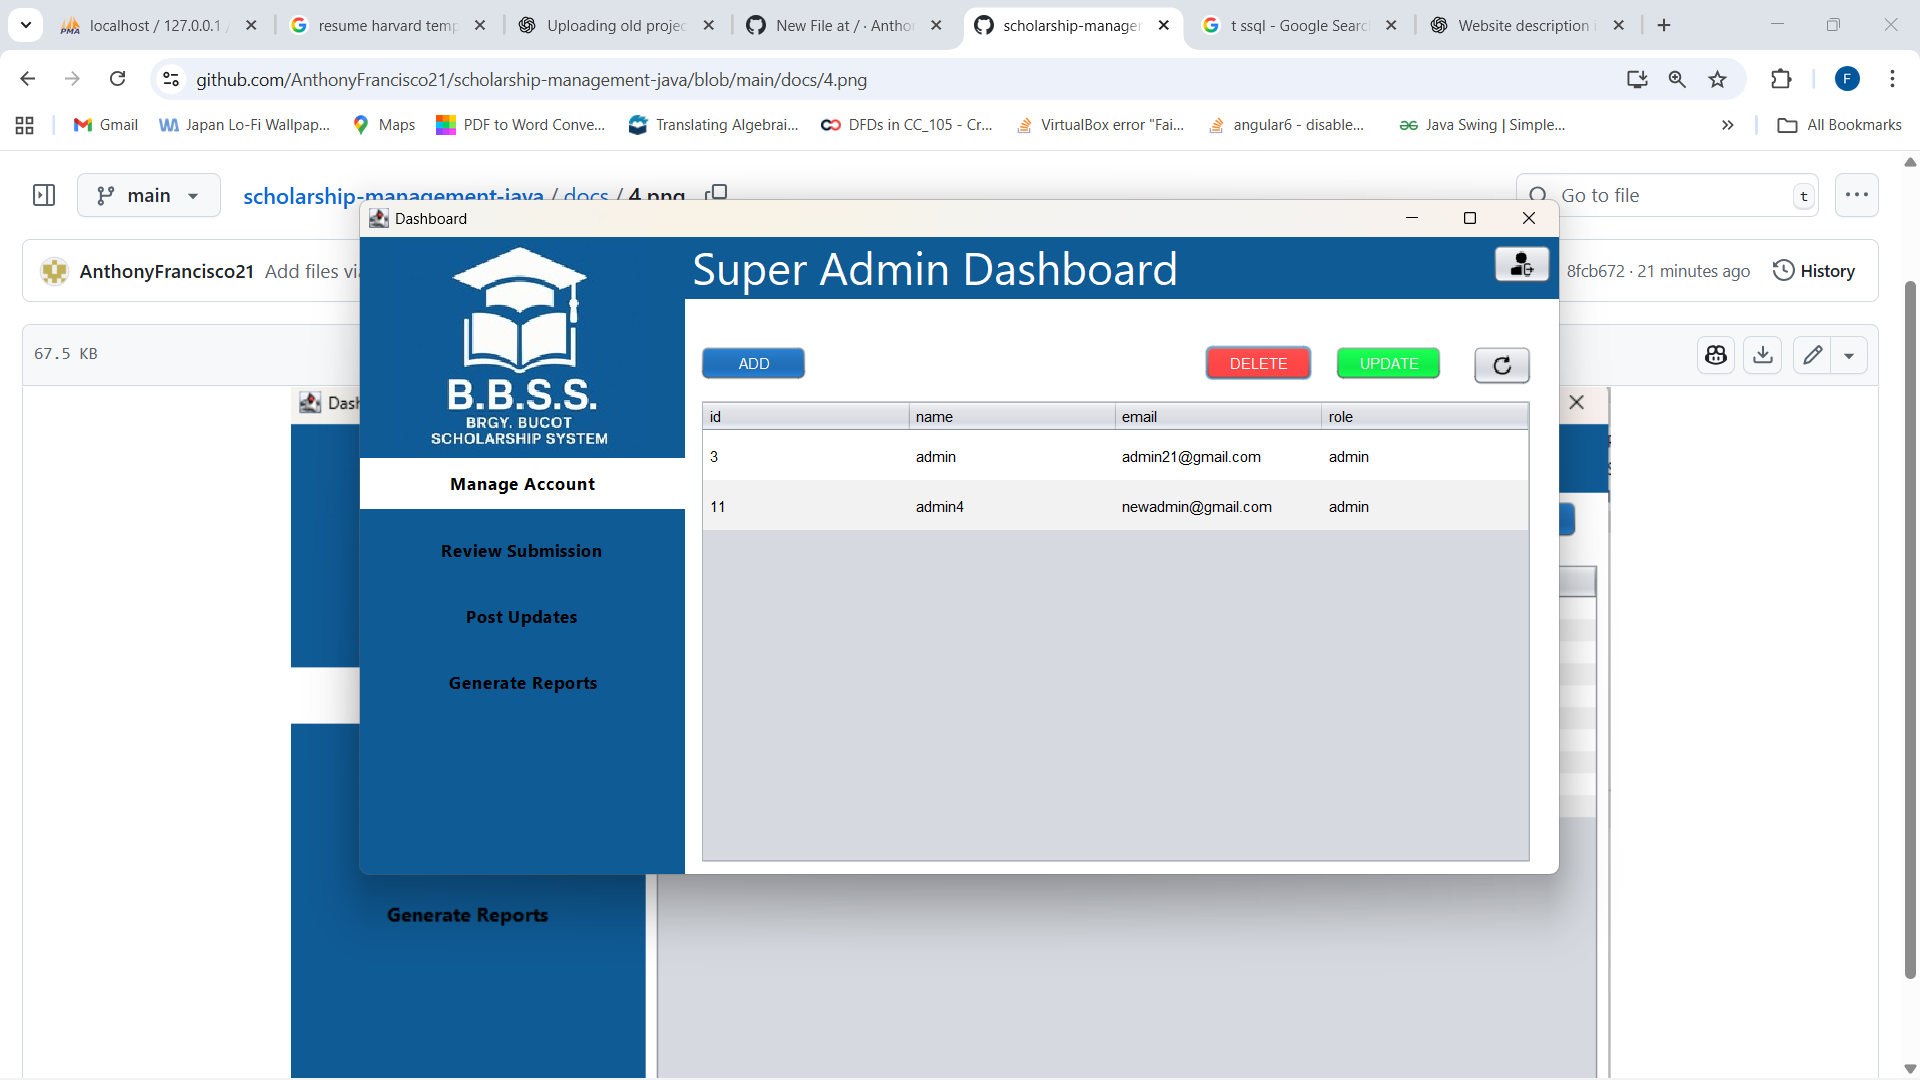 localhost / 127.0.0.1 /
resume harvard temp
Uploading old projec
New File at / · Antho
scholarship-manager
t ssql - Google Searc
Website description i
github.com/AnthonyFrancisco21/scholarship-management-java/blob/main/docs/4.png
F
Gmail
Japan Lo-Fi Wallpap...
Maps
PDF to Word Conve...
Translating Algebrai...
DFDs in CC_105 - Cr...
VirtualBox error "Fai...
angular6 - disable...
Java Swing | Simple...
All Bookmarks
main
scholarship-management-java / docs / 4.png
Go to file
t
AnthonyFrancisco21 Add files via
8fcb672 · 21 minutes ago
History
67.5 KB
Dashboard
Super Admin Dashboard
B.B.S.S.
BRGY. BUCOT
SCHOLARSHIP SYSTEM
Manage Account
Review Submission
Post Updates
Generate Reports
ADD
DELETE
UPDATE
id name email role
3 admin admin21@gmail.com admin
11 admin4 newadmin@gmail.com admin
Dash
Generate Reports